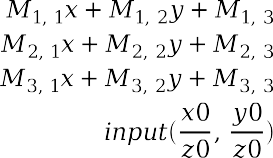 M₁, ₁x + M₁, ₂y + M₁, ₃
M₂, ₁x + M₂, ₂y + M₂, ₃
M₃, ₁x + M₃, ₂y + M₃, ₃
input(x0/z0, y0/z0)